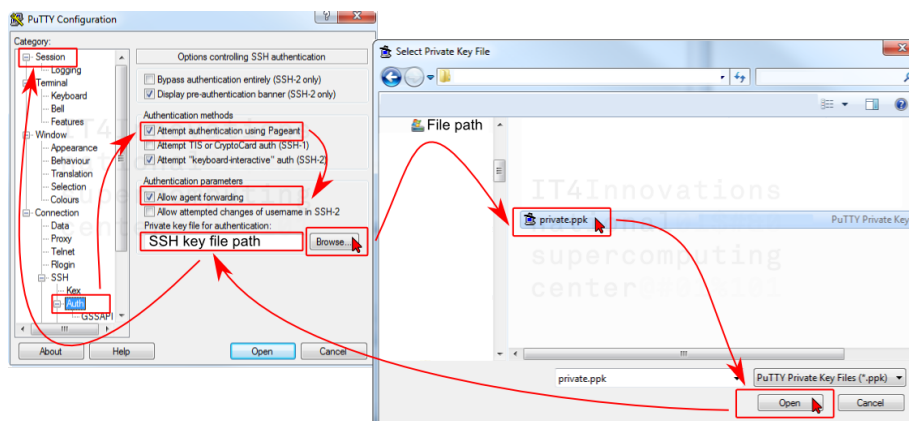 PuTTY Configuration
Category:
Session
Logging
Terminal
Keyboard
Bell
Features
Window
Appearance
Behaviour
Translation
Selection
Colours
Connection
Data
Proxy
Telnet
Rlogin
SSH
Kex
Auth
GSSAPI
Options controlling SSH authentication
Bypass authentication entirely (SSH-2 only)
Display pre-authentication banner (SSH-2 only)
Authentication methods
Attempt authentication using Pageant
Attempt TIS or CryptoCard auth (SSH-1)
Attempt "keyboard-interactive" auth (SSH-2)
Authentication parameters
Allow agent forwarding
Allow attempted changes of username in SSH-2
Private key file for authentication:
SSH key file path
Browse...
About
Help
Open
Cancel
Select Private Key File
File path
IT4Innovations
national
supercomputing
center
private.ppk
PuTTY Private Key
private.ppk
PuTTY Private Key Files (*.ppk)
Open
Cancel